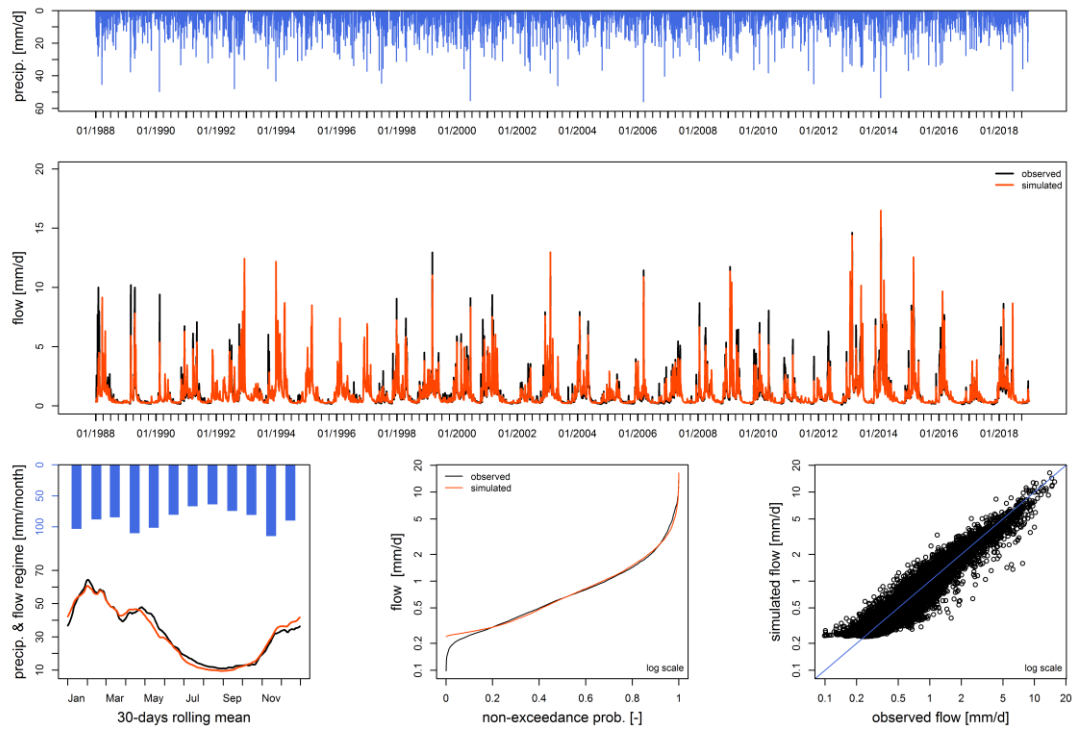 precip. [mm/d]
0
20
40
60
01/1988 01/1990 01/1992 01/1994 01/1996 01/1998 01/2000 01/2002 01/2004 01/2006 01/2008 01/2010 01/2012 01/2014 01/2016 01/2018
flow [mm/d]
20
15
10
5
0
observed
simulated
01/1988 01/1990 01/1992 01/1994 01/1996 01/1998 01/2000 01/2002 01/2004 01/2006 01/2008 01/2010 01/2012 01/2014 01/2016 01/2018
precip. & flow regime [mm/month]
0
50
100
70
50
30
10
Jan Mar May Jul Sep Nov
30-days rolling mean
flow [mm/d]
20
10
5
2
1
0.5
0.2
0.1
observed
simulated
log scale
0.0 0.2 0.4 0.6 0.8 1
non-exceedance prob. [-]
simulated flow [mm/d]
20
10
5
2
1
0.5
0.2
0.1
log scale
0.1 0.2 0.5 1 2 5 10 20
observed flow [mm/d]